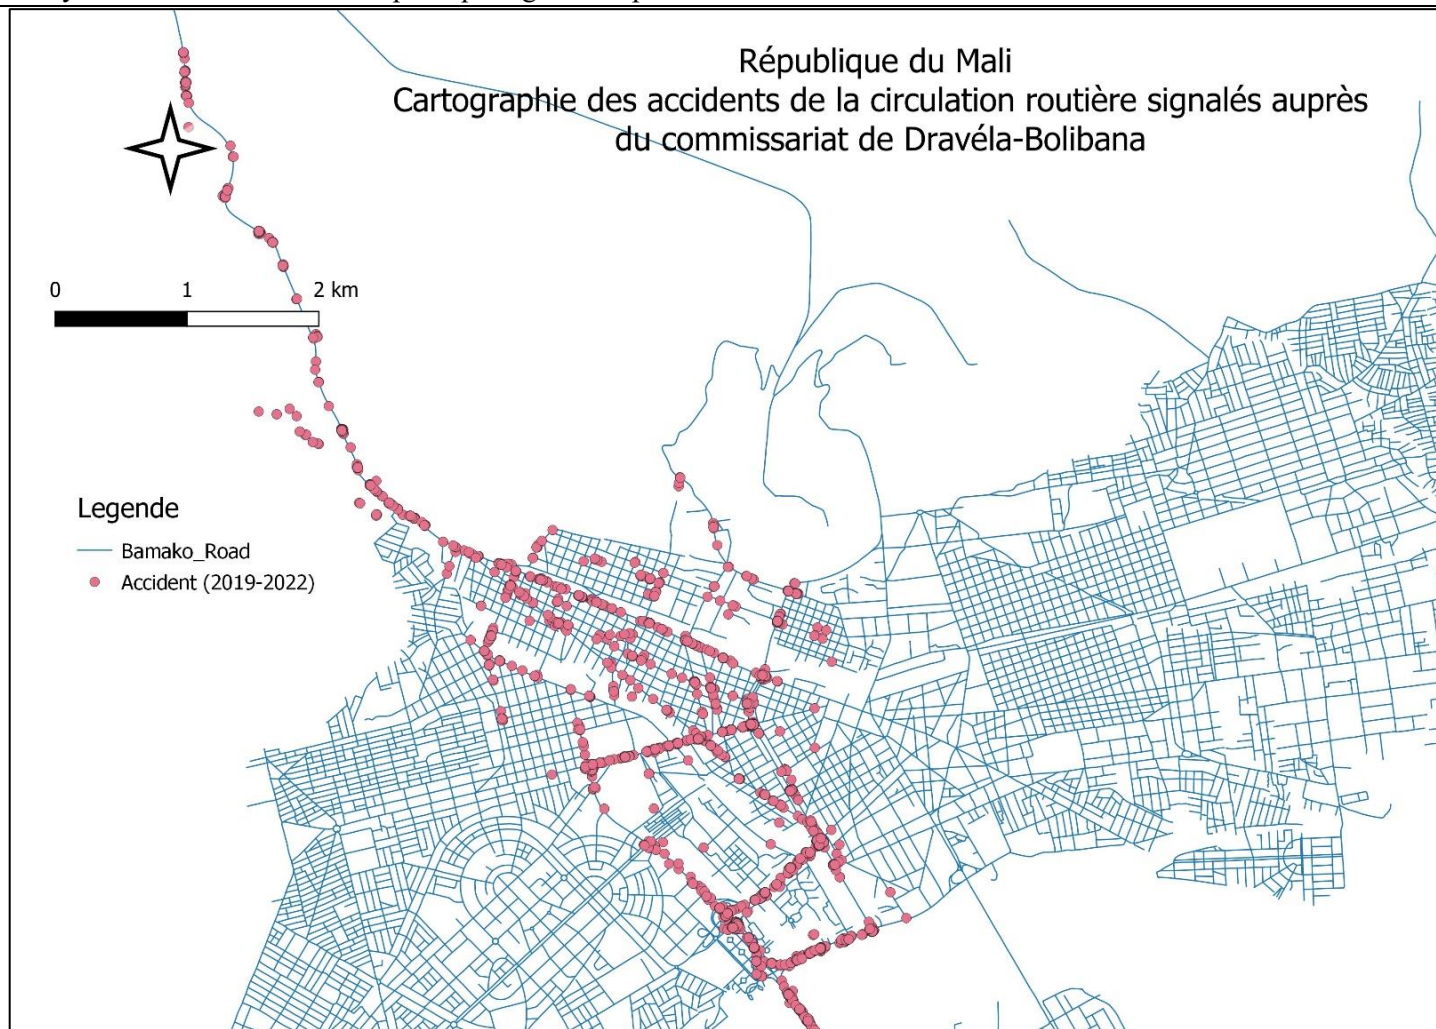 République du Mali
Cartographie des accidents de la circulation routière signalés auprès
du commissariat de Dravéla-Bolibana
0 1 2 km
Legende
Bamako_Road
Accident (2019-2022)